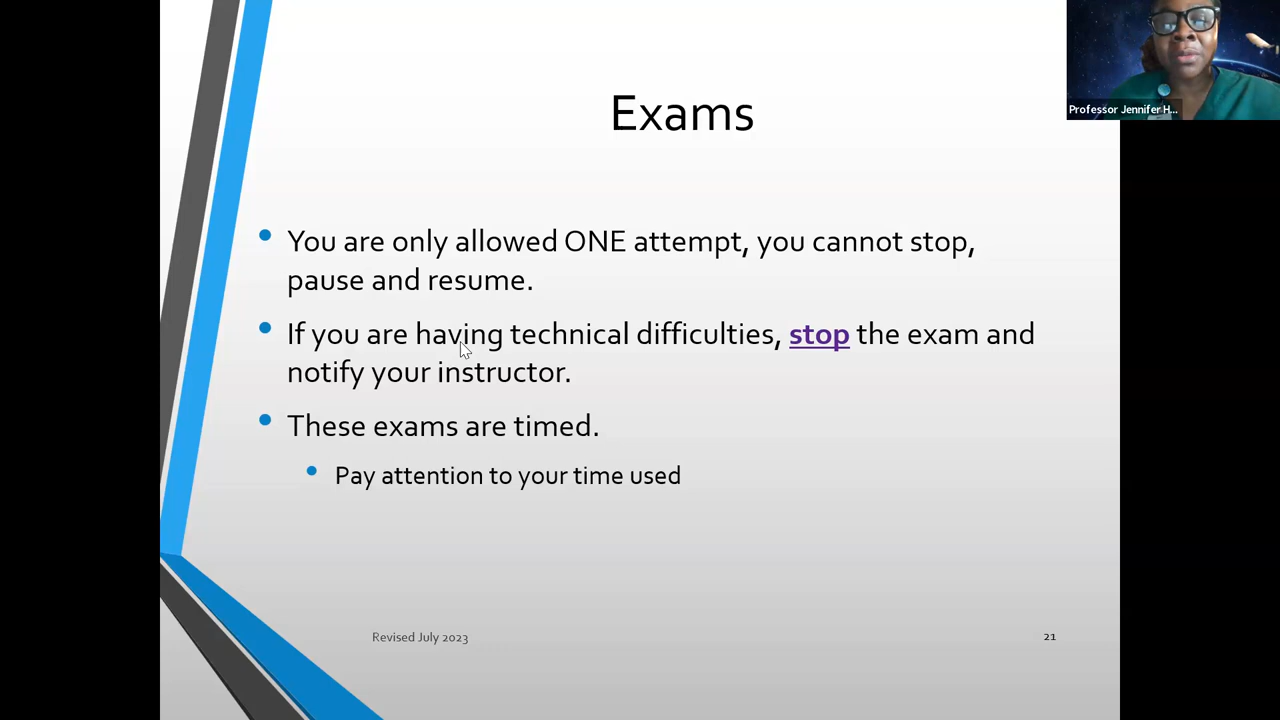 Exams
You are only allowed ONE attempt, you cannot stop,
pause and resume.
If you are having technical difficulties, stop the exam and
notify your instructor.
These exams are timed.
Pay attention to your time used
Revised July 2023
21
Professor Jennifer H...